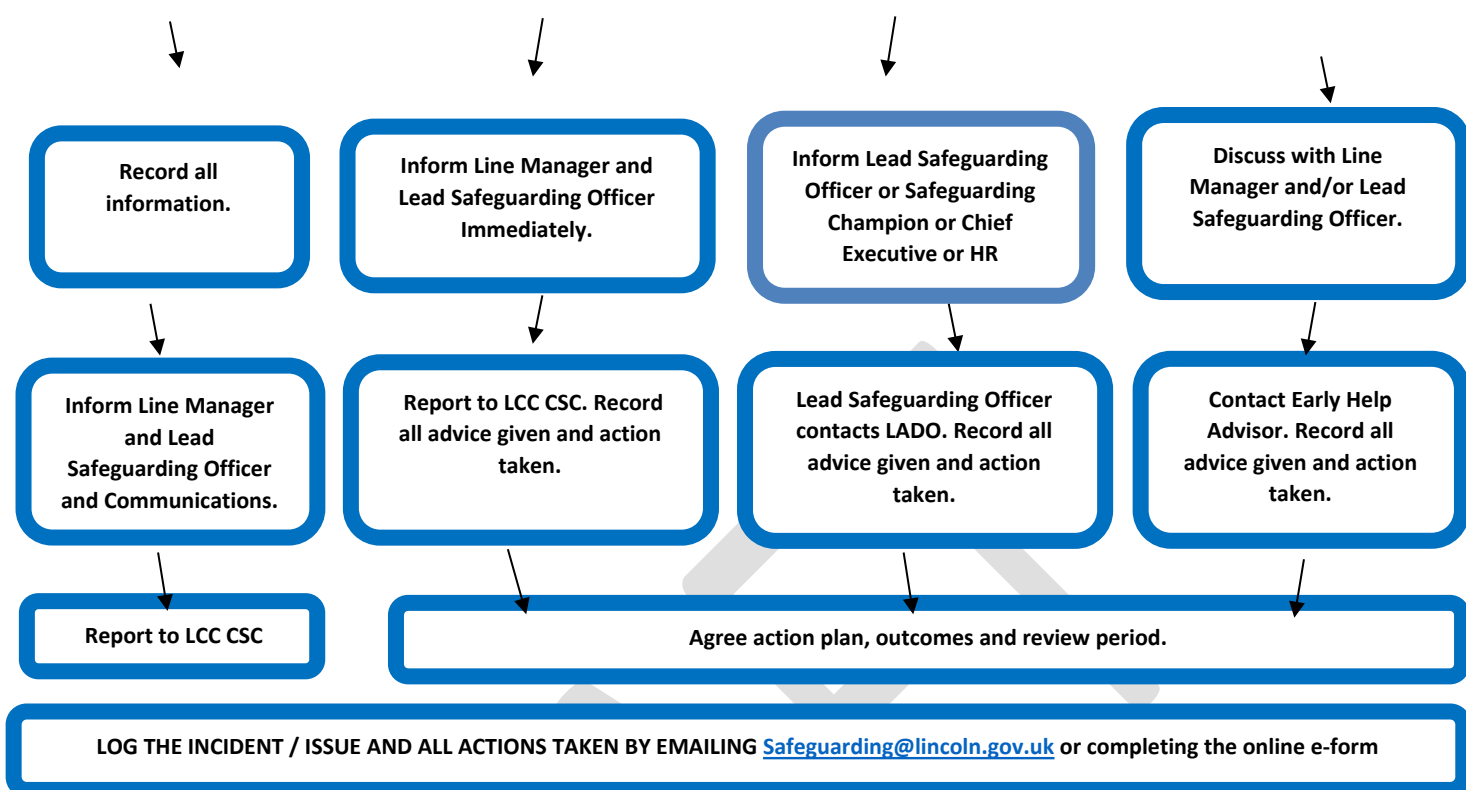 Record all
information.
Inform Line Manager and
Lead Safeguarding Officer
Immediately.
Inform Lead Safeguarding
Officer or Safeguarding
Champion or Chief
Executive or HR
Discuss with Line
Manager and/or Lead
Safeguarding Officer.
Inform Line Manager
and Lead
Safeguarding Officer
and Communications.
Report to LCC CSC. Record
all advice given and action
taken.
Lead Safeguarding Officer
contacts LADO. Record all
advice given and action
taken.
Contact Early Help
Advisor. Record all
advice given and action
taken.
Report to LCC CSC
Agree action plan, outcomes and review period.
LOG THE INCIDENT / ISSUE AND ALL ACTIONS TAKEN BY EMAILING Safeguarding@lincoln.gov.uk or completing the online e-form